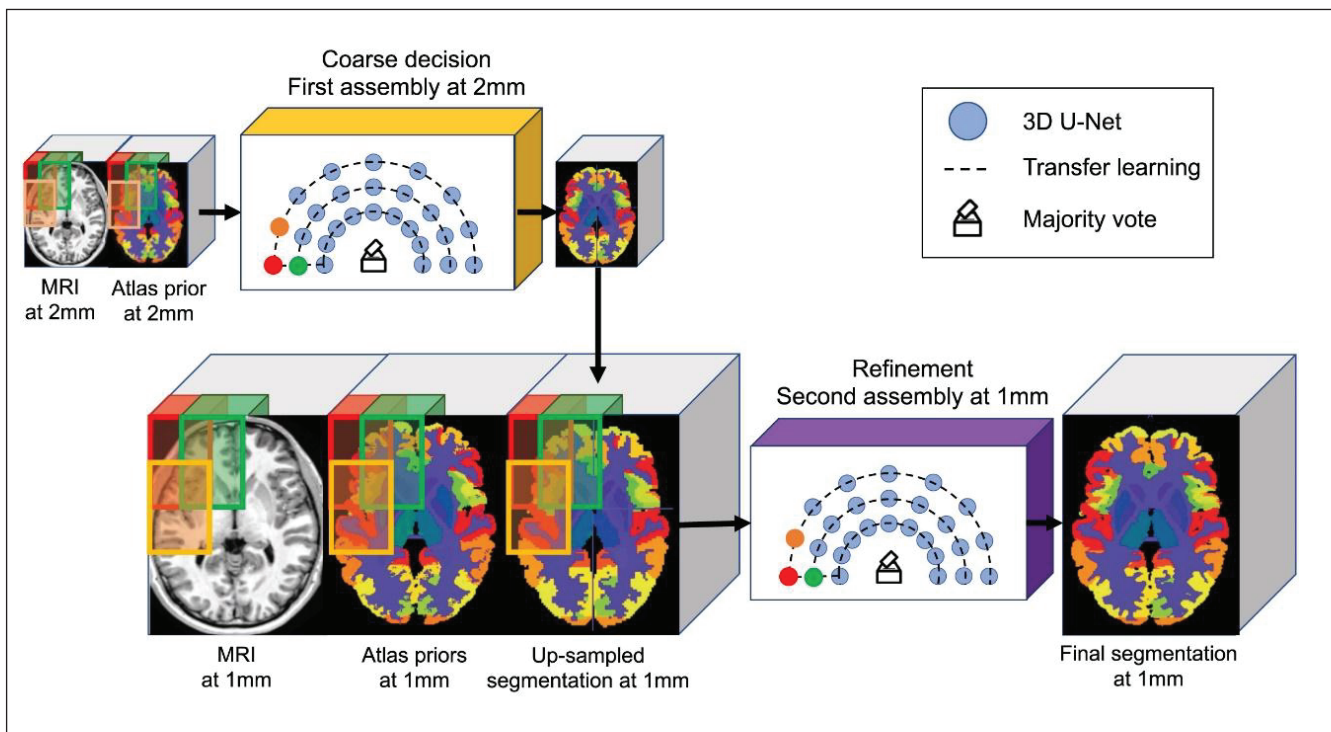 Coarse decision
First assembly at 2mm
3D U-Net
Transfer learning
Majority vote
MRI
at 2mm
Atlas prior
at 2mm
Refinement
Second assembly at 1mm
MRI
at 1mm
Atlas priors
at 1mm
Up-sampled
segmentation at 1mm
Final segmentation
at 1mm